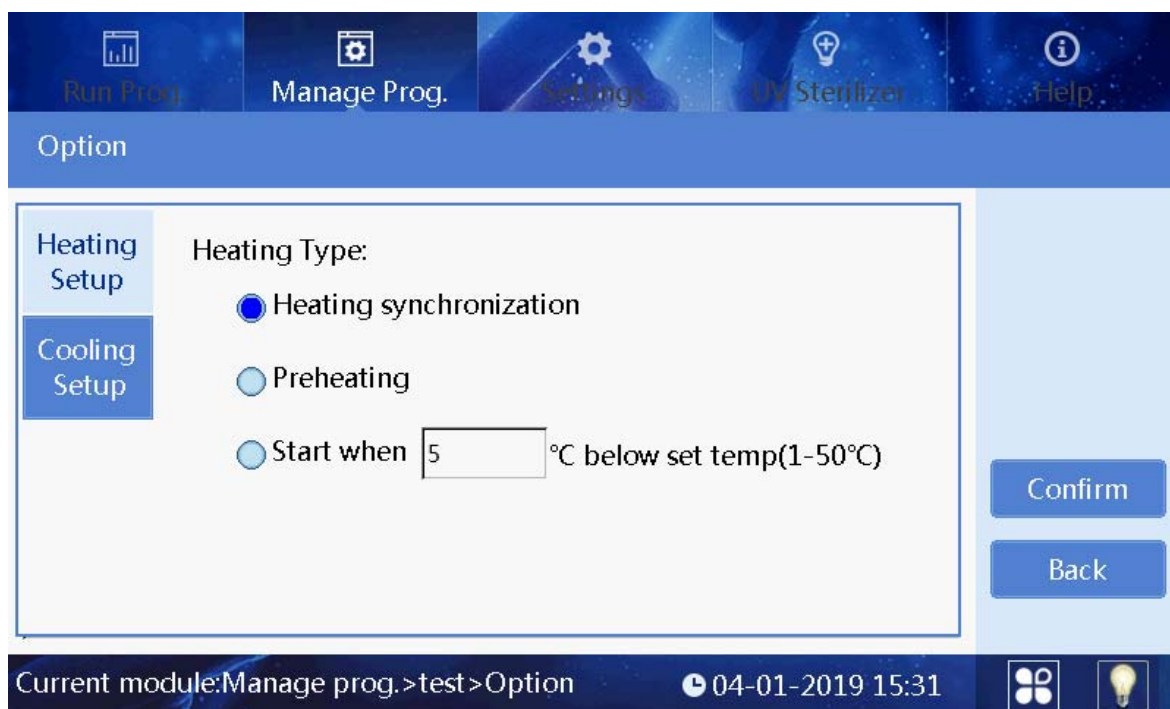 Run Prog.
Manage Prog.
Settings
UV Sterilizer
Help
Option
Heating
Setup
Cooling
Setup
Heating Type:
Heating synchronization
Preheating
Start when 5 °C below set temp(1-50°C)
Confirm
Back
Current module:Manage prog.>test>Option
04-01-2019 15:31